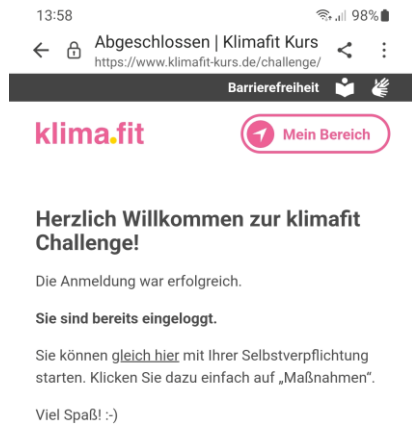 13:58
98%
Abgeschlossen | Klimafit Kurs
https://www.klimafit-kurs.de/challenge/
Barrierefreiheit
klima.fit
Mein Bereich
Herzlich Willkommen zur klimafit
Challenge!
Die Anmeldung war erfolgreich.
Sie sind bereits eingeloggt.
Sie können gleich hier mit Ihrer Selbstverpflichtung
starten. Klicken Sie dazu einfach auf „Maßnahmen“.
Viel Spaß! :-)